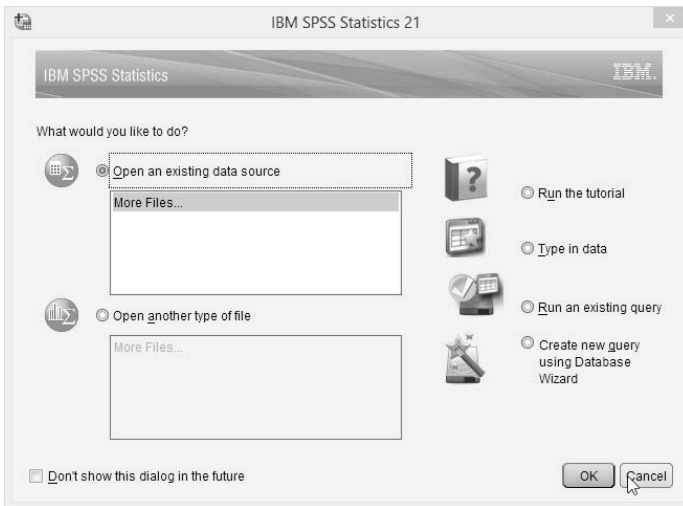 IBM SPSS Statistics 21
IBM SPSS Statistics
IBM.
What would you like to do?
Open an existing data source
More Files...
Open another type of file
More Files...
Run the tutorial
Type in data
Run an existing query
Create new query
using Database
Wizard
Don't show this dialog in the future
OK
Cancel